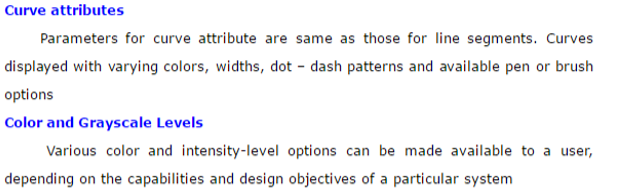 Curve attributes
Parameters for curve attribute are same as those for line segments. Curves
displayed with varying colors, widths, dot – dash patterns and available pen or brush
options
Color and Grayscale Levels
Various color and intensity-level options can be made available to a user,
depending on the capabilities and design objectives of a particular system